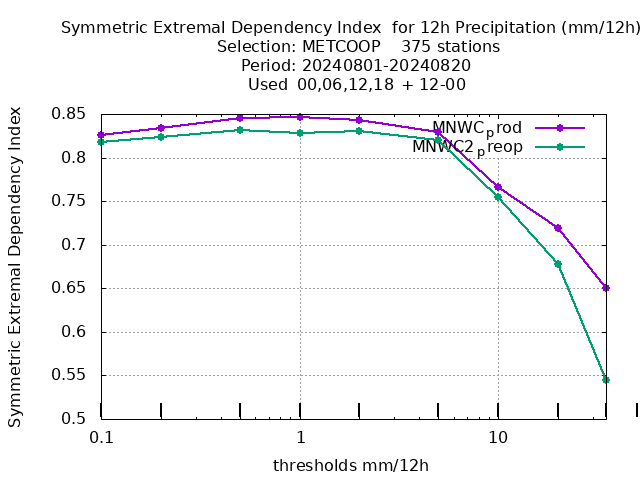 Symmetric Extremal Dependency Index  for 12h Precipitation (mm/12h)
Selection: METCOOP    375 stations
Period: 20240801-20240820
Used 00,06,12,18 + 12-00
MNWCprod
MNWC2preop
Symmetric Extremal Dependency Index
0.85
0.8
0.75
0.7
0.65
0.6
0.55
0.5
0.1 1 10
thresholds mm/12h